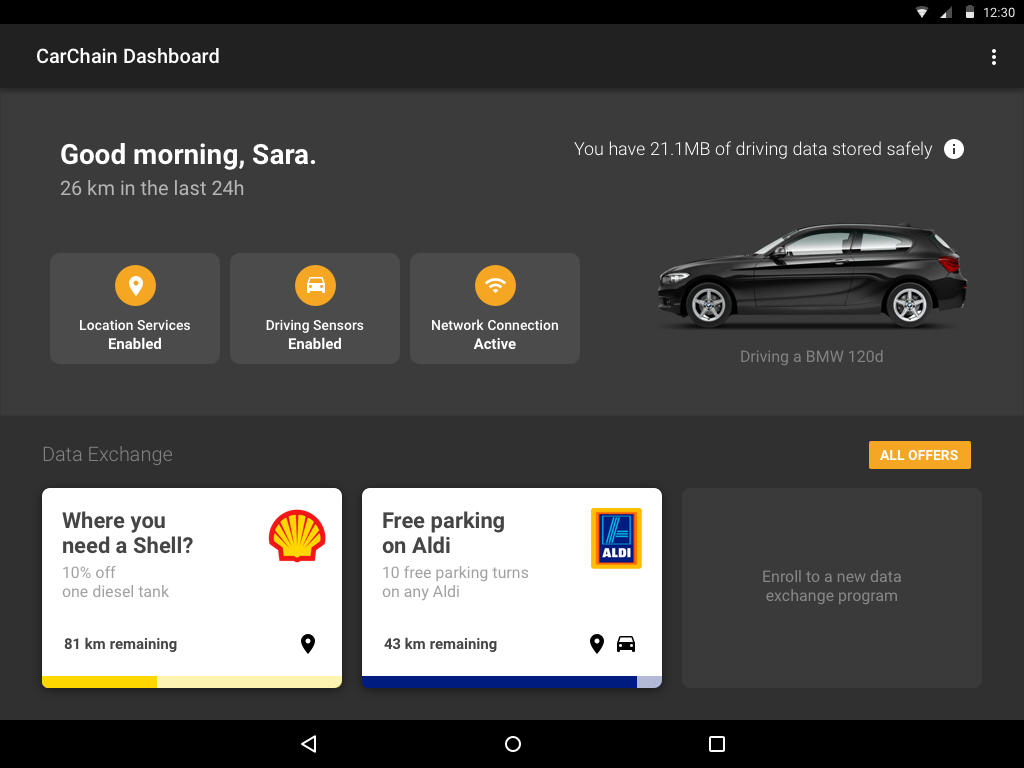 12:30
CarChain Dashboard
Good morning, Sara.
26 km in the last 24h
You have 21.1MB of driving data stored safely
Location Services
Enabled
Driving Sensors
Enabled
Network Connection
Active
Driving a BMW 120d
Data Exchange
ALL OFFERS
Where you
need a Shell?
10% off
one diesel tank
81 km remaining
Free parking
on Aldi
ALDI
10 free parking turns
on any Aldi
43 km remaining
Enroll to a new data
exchange program